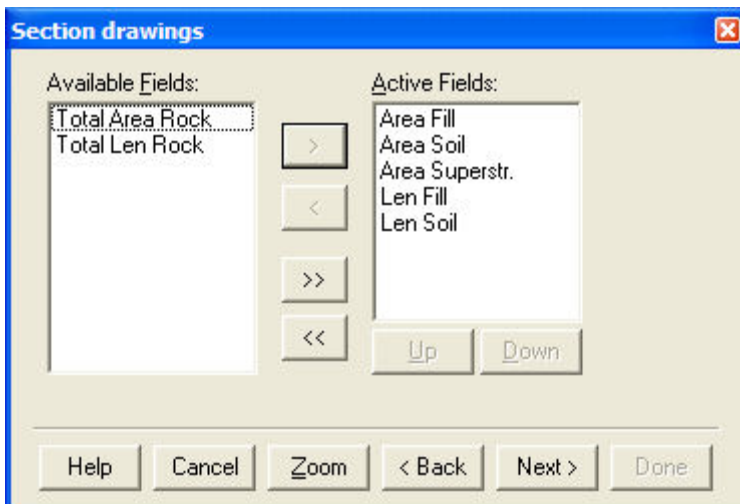 Section drawings
Available Fields:
Total Area Rock
Total Len Rock
>
<
>>
<<
Active Fields:
Area Fill
Area Soil
Area Superstr.
Len Fill
Len Soil
Up
Down
Help
Cancel
Zoom
< Back
Next >
Done